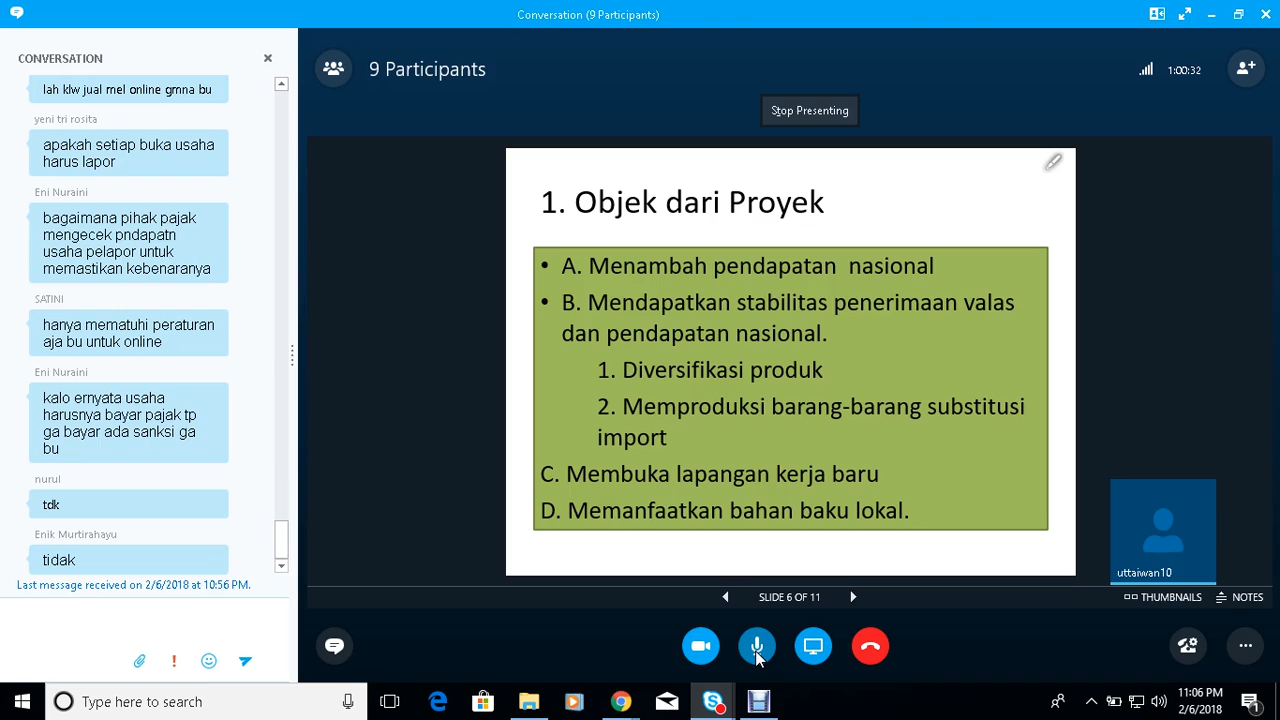 Conversation (9 Participants)
CONVERSATION
lah klw jual mel online gmna bu
yeni tri rosita
apakah setiap buka usaha
harus lapor
Eni Nuraini
bagaimana pihak pajak
mengecek pndapatn
usaha pelapor untuk
memastikan kebenaranya
SATINI
hanya mematuhi peraturan
aja bu untuk online
Eni Nuraini
kalo ernyata usaha
harusnya bayar pajak tp
ga bayar ada sanksi ga
bu
nurul
tdk
Enik Murtirahayu
tidak
Last message received on 2/6/2018 at 10:56 PM.
9 Participants
1:00:32
Stop Presenting
1. Objek dari Proyek
• A. Menambah pendapatan nasional
• B. Mendapatkan stabilitas penerimaan valas
dan pendapatan nasional.
1. Diversifikasi produk
2. Memproduksi barang-barang substitusi
import
C. Membuka lapangan kerja baru
D. Memanfaatkan bahan baku lokal.
uttaiwan10
SLIDE 6 OF 11
THUMBNAILS
NOTES
Type here to search
11:06 PM
2/6/2018
1